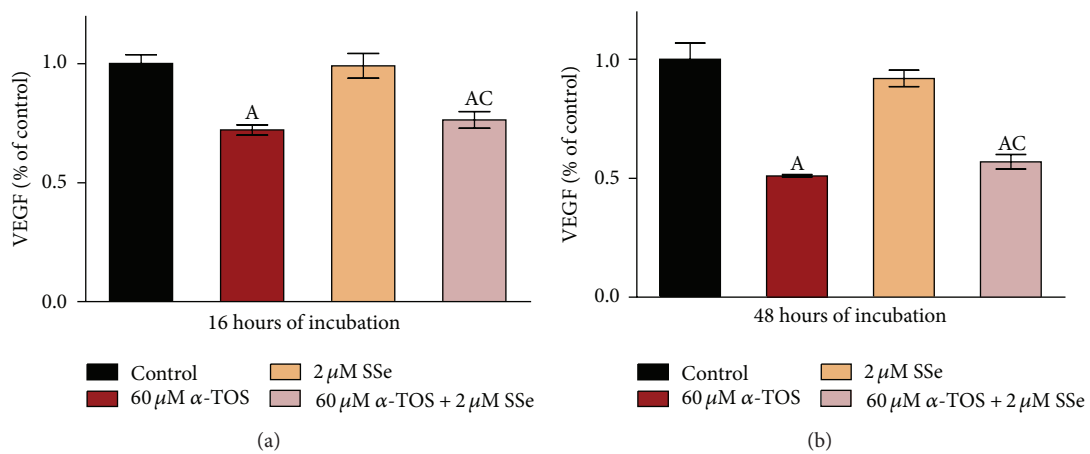 VEGF (% of control)
1.0
0.5
0.0
A
AC
16 hours of incubation
Control
2 μM SSe
60 μM α-TOS
60 μM α-TOS + 2 μM SSe
(a)
VEGF (% of control)
1.0
0.5
0.0
A
AC
48 hours of incubation
Control
2 μM SSe
60 μM α-TOS
60 μM α-TOS + 2 μM SSe
(b)